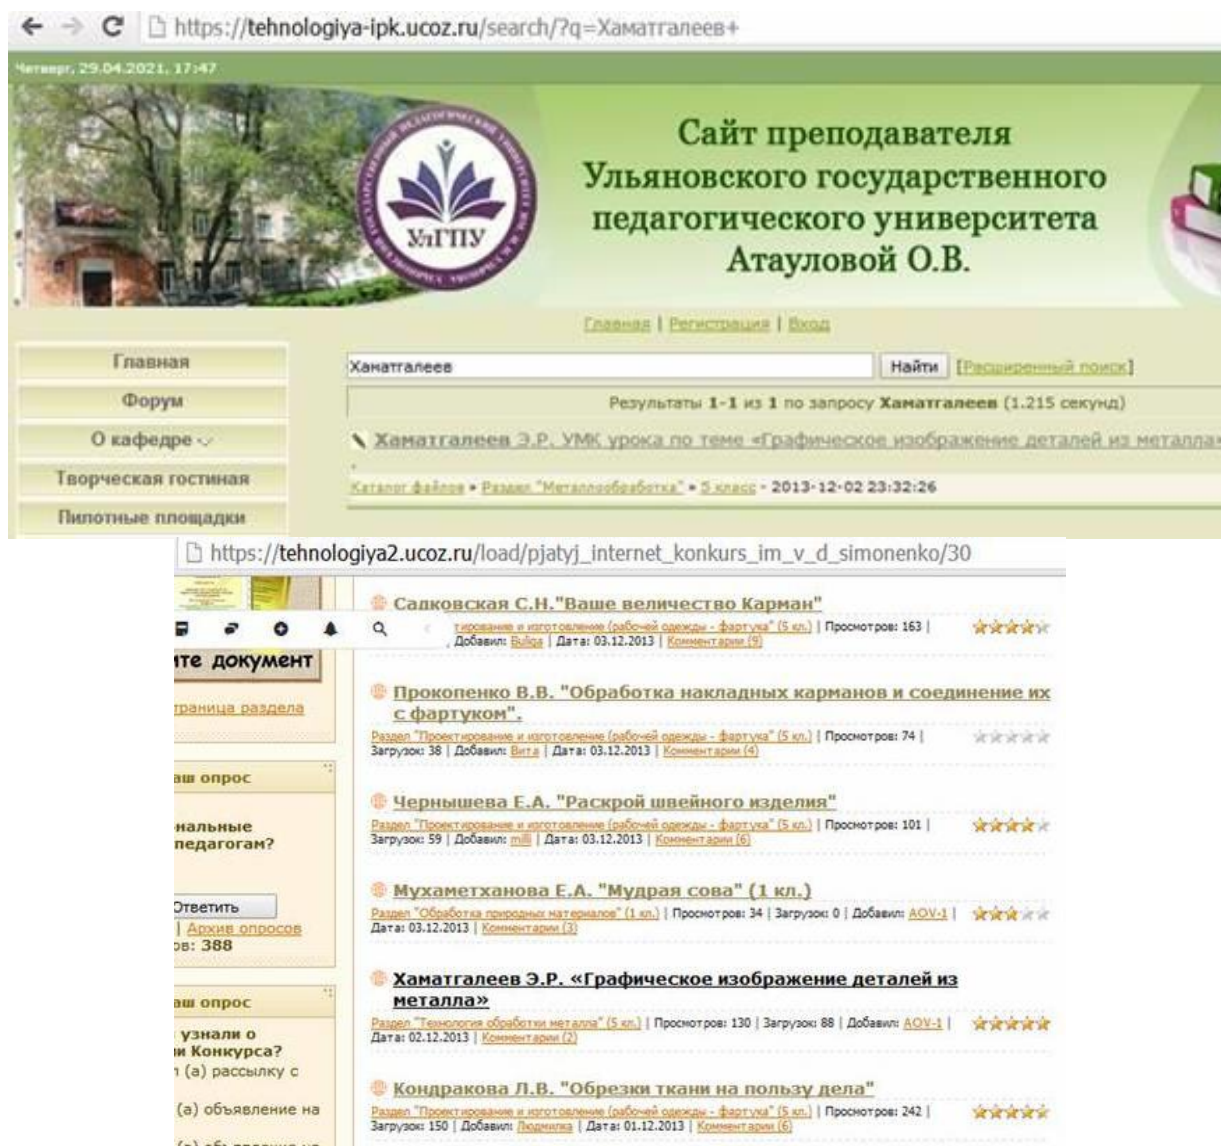 https://tehnologiya-ipk.ucoz.ru/search/?q=Хаматгалеев+
Четверг, 29.04.2021, 17:47
Сайт преподавателя
Ульяновского государственного
педагогического университета
Атауловой О.В.
УлГПУ
Главная | Регистрация | Вход
Главная
Форум
О кафедре
Творческая гостиная
Пилотные площадки
Хаматгалеев Найти [Расширенный поиск]
Результаты 1-1 из 1 по запросу Хаматгалеев (1.215 секунд)
Хаматгалеев Э.Р. УМК урока по теме «Графическое изображение деталей из металла»
.
Каталог файлов » Раздел "Металлообработка" » 5 класс - 2013-12-02 23:32:26
https://tehnologiya2.ucoz.ru/load/pjatyj_internet_konkurs_im_v_d_simonenko/30
ите документ
траница раздела
аш опрос
нальные
педагогам?
Ответить
| Архив опросов
ов: 388
аш опрос
узнали о
и Конкурса?
л (а) рассылку с
(а) объявление на
Садковская С.Н."Ваше величество Карман"
тирование и изготовление (рабочей одежды - фартука" (5 кл.) | Просмотров: 163 |
, Добавил: Buliga | Дата: 03.12.2013 | Комментарии (9)
Прокопенко В.В. "Обработка накладных карманов и соединение их
с фартуком".
Раздел "Проектирование и изготовление (рабочей одежды - фартука" (5 кл.) | Просмотров: 74 |
Загрузок: 38 | Добавил: Вита | Дата: 03.12.2013 | Комментарии (4)
Чернышева Е.А. "Раскрой швейного изделия"
Раздел "Проектирование и изготовление (рабочей одежды - фартука" (5 кл.) | Просмотров: 101 |
Загрузок: 59 | Добавил: milli | Дата: 03.12.2013 | Комментарии (6)
Мухаметханова Е.А. "Мудрая сова" (1 кл.)
Раздел "Обработка природных материалов" (1 кл.) | Просмотров: 34 | Загрузок: 0 | Добавил: AOV-1 |
Дата: 03.12.2013 | Комментарии (3)
Хаматгалеев Э.Р. «Графическое изображение деталей из
металла»
Раздел "Технология обработки металла" (5 кл.) | Просмотров: 130 | Загрузок: 88 | Добавил: AOV-1 |
Дата: 02.12.2013 | Комментарии (2)
Кондракова Л.В. "Обрезки ткани на пользу дела"
Раздел "Проектирование и изготовление (рабочей одежды - фартука" (5 кл.) | Просмотров: 242 |
Загрузок: 150 | Добавил: Людмилка | Дата: 01.12.2013 | Комментарии (6)